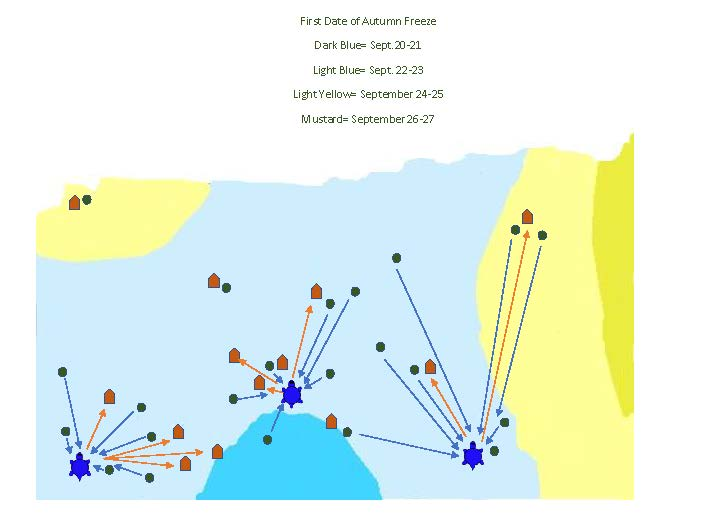 First Date of Autumn Freeze
Dark Blue= Sept.20-21
Light Blue= Sept. 22-23
Light Yellow= September 24-25
Mustard= September 26-27